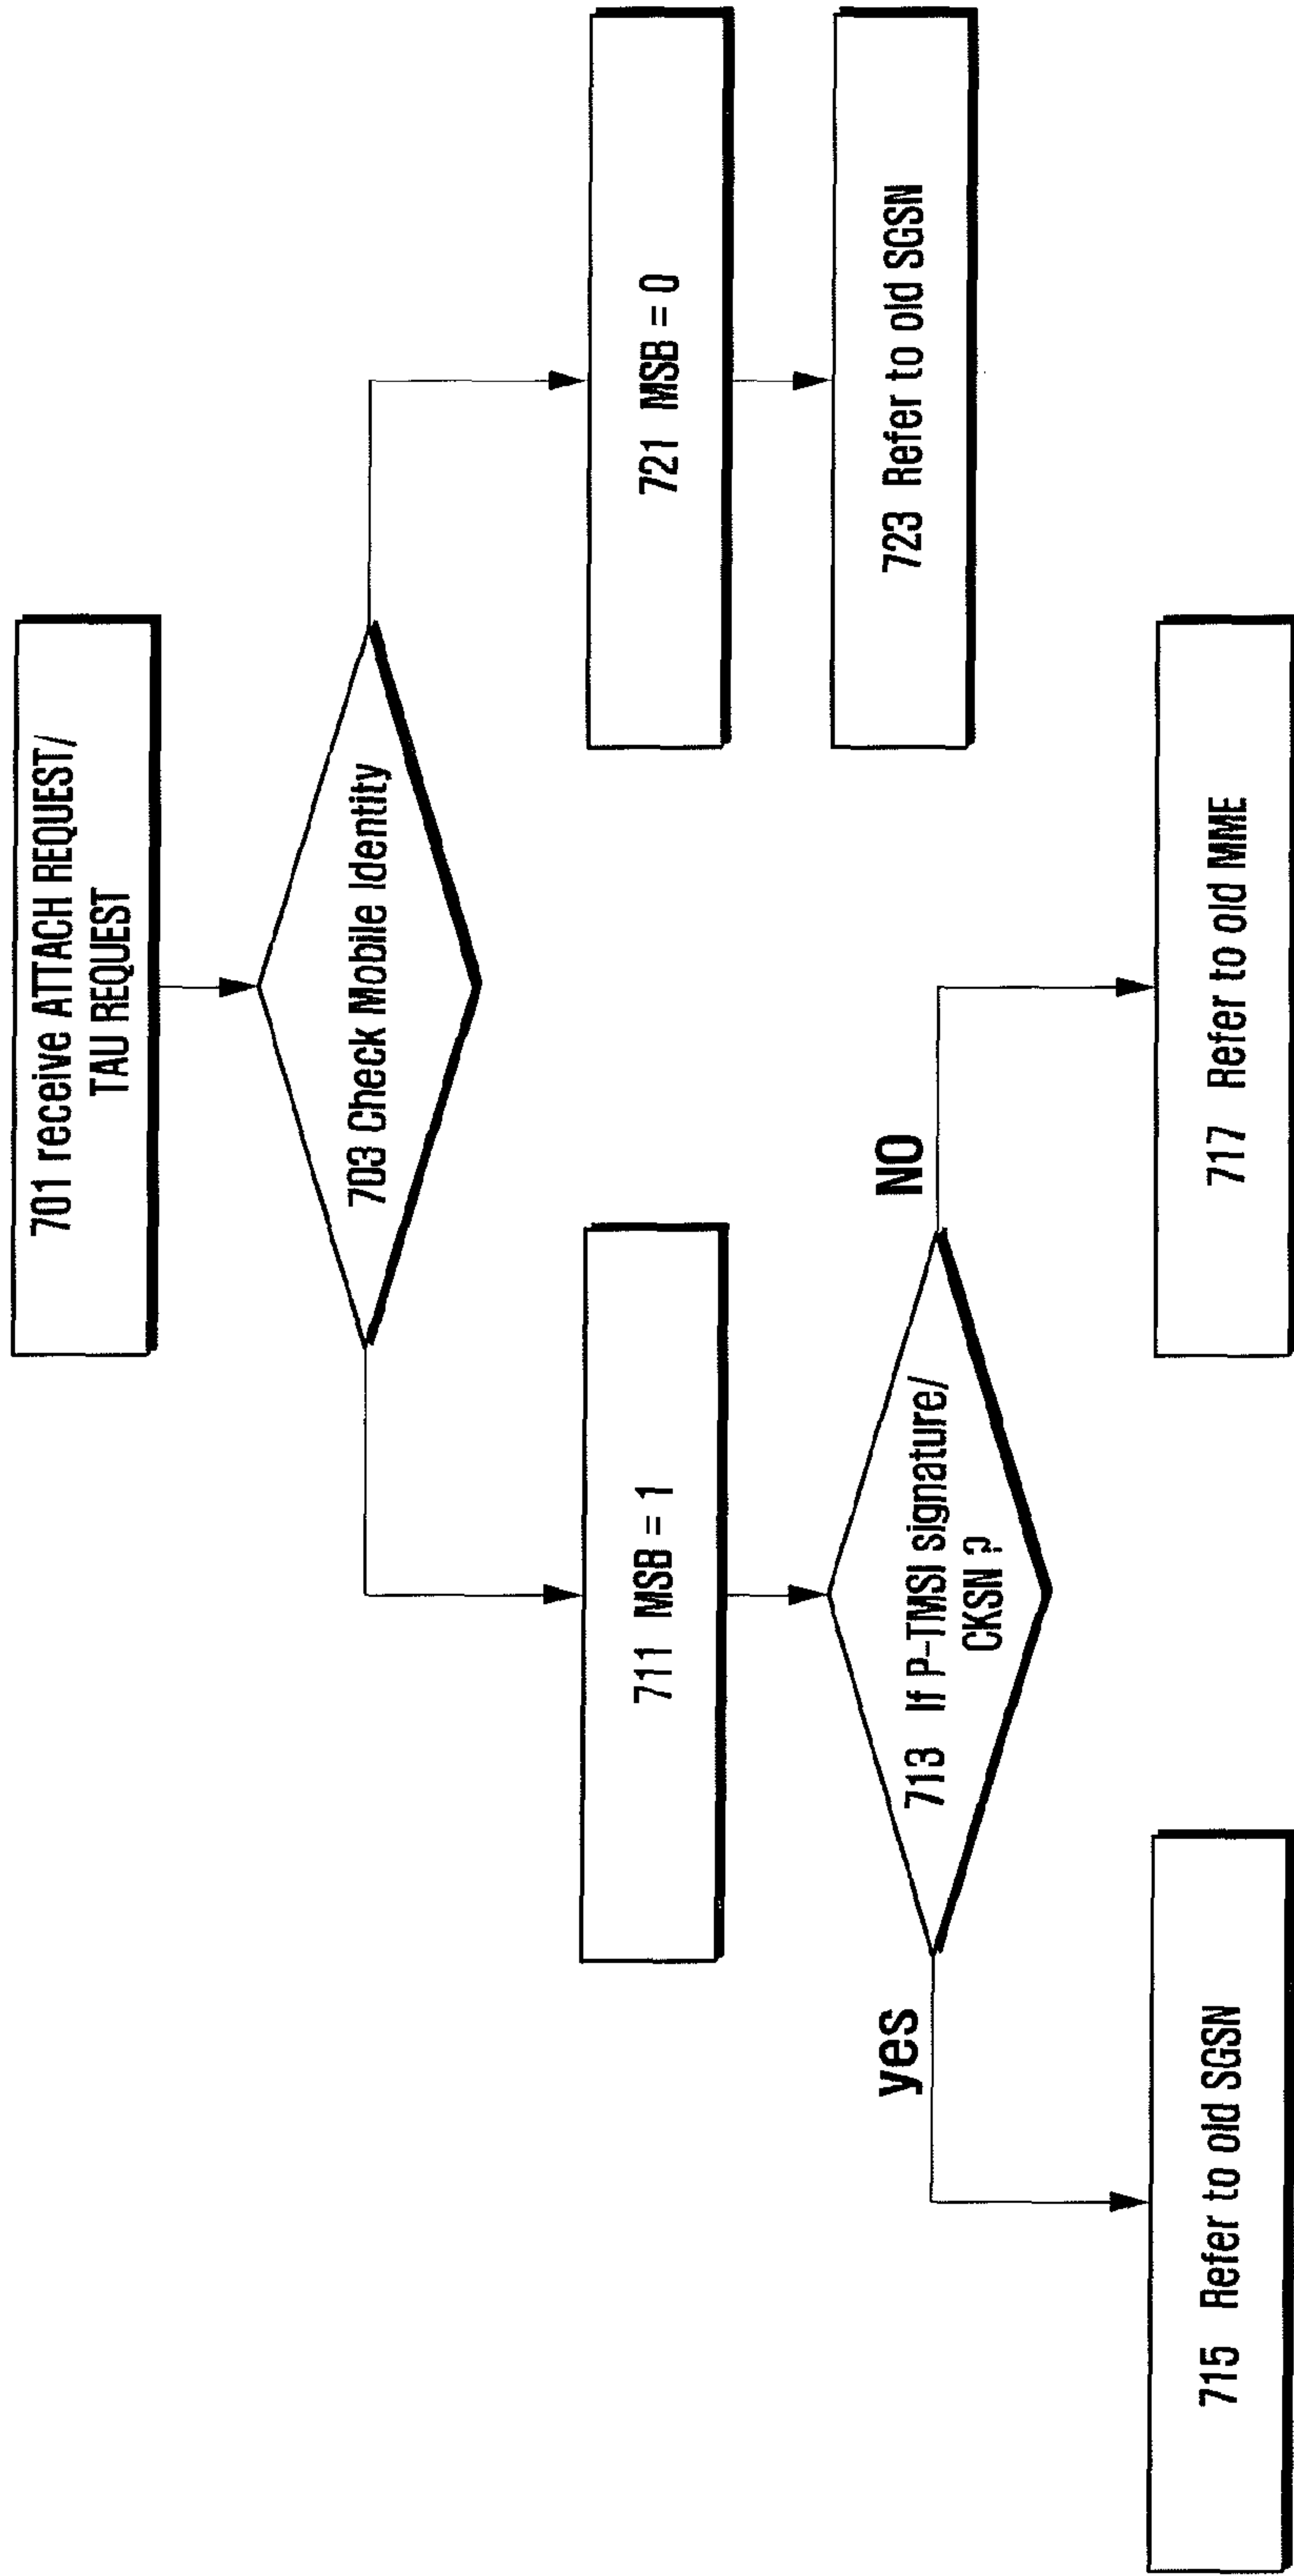 701 receive ATTACH REQUEST/
TAU REQUEST
703 Check Mobile Identity
711 MSB = 1
721 MSB = 0
713 If P-TMSI signature/
CKSN ?
723 Refer to old SGSN
yes
NO
715 Refer to old SGSN
717 Refer to old MME